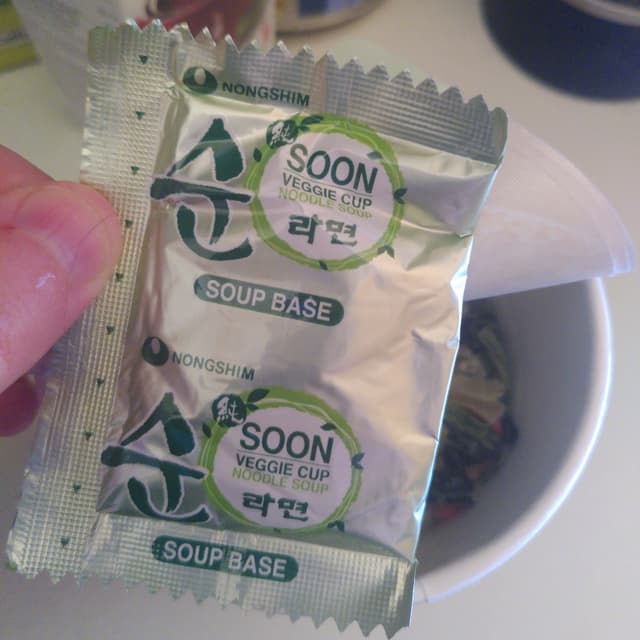 NONGSHIM
순
純
SOON
VEGGIE CUP
NOODLE SOUP
라면
SOUP BASE
NONGSHIM
순
純
SOON
VEGGIE CUP
NOODLE SOUP
라면
SOUP BASE